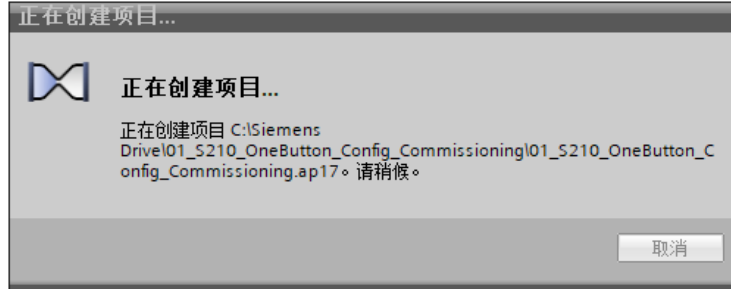 正在创建项目...
正在创建项目...
正在创建项目 C:\Siemens
Drive\01_S210_OneButton_Config_Commissioning\01_S210_OneButton_C
onfig_Commissioning.ap17。请稍候。
取消